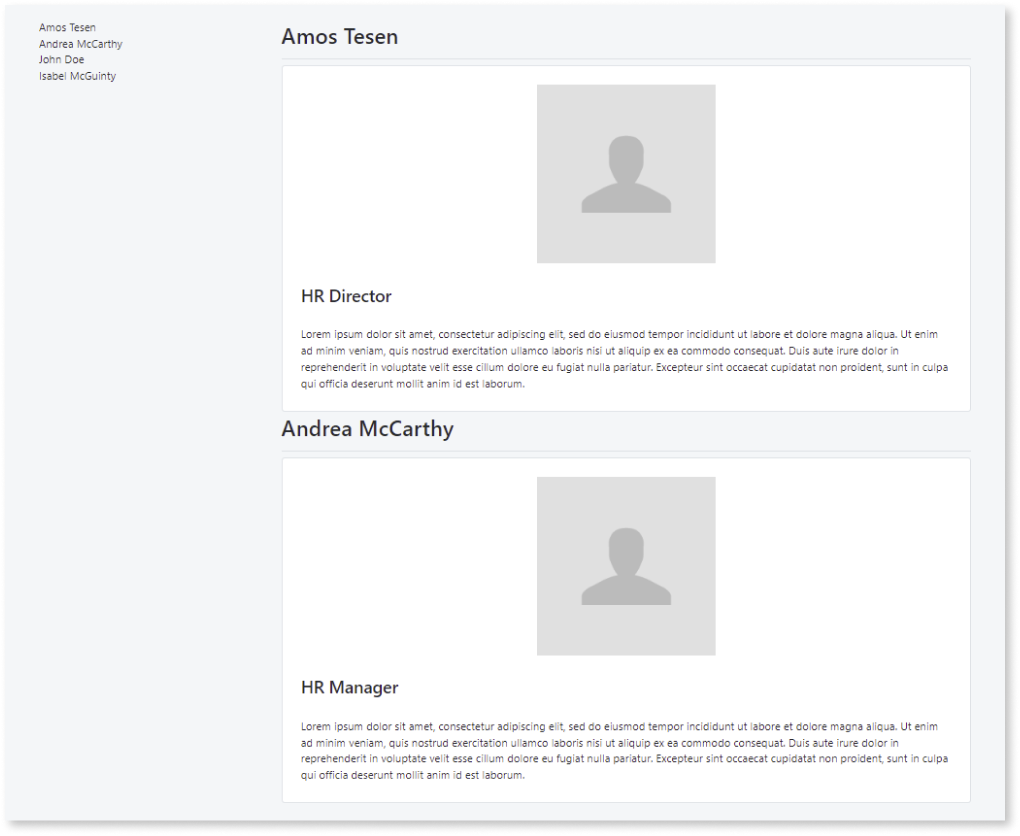 Amos Tesen
Andrea McCarthy
John Doe
Isabel McGuinty
Amos Tesen
HR Director
Lorem ipsum dolor sit amet, consectetur adipiscing elit, sed do eiusmod tempor incididunt ut labore et dolore magna aliqua. Ut enim
ad minim veniam, quis nostrud exercitation ullamco laboris nisi ut aliquip ex ea commodo consequat. Duis aute irure dolor in
reprehenderit in voluptate velit esse cillum dolore eu fugiat nulla pariatur. Excepteur sint occaecat cupidatat non proident, sunt in culpa
qui officia deserunt mollit anim id est laborum.
Andrea McCarthy
HR Manager
Lorem ipsum dolor sit amet, consectetur adipiscing elit, sed do eiusmod tempor incididunt ut labore et dolore magna aliqua. Ut enim
ad minim veniam, quis nostrud exercitation ullamco laboris nisi ut aliquip ex ea commodo consequat. Duis aute irure dolor in
reprehenderit in voluptate velit esse cillum dolore eu fugiat nulla pariatur. Excepteur sint occaecat cupidatat non proident, sunt in culpa
qui officia deserunt mollit anim id est laborum.